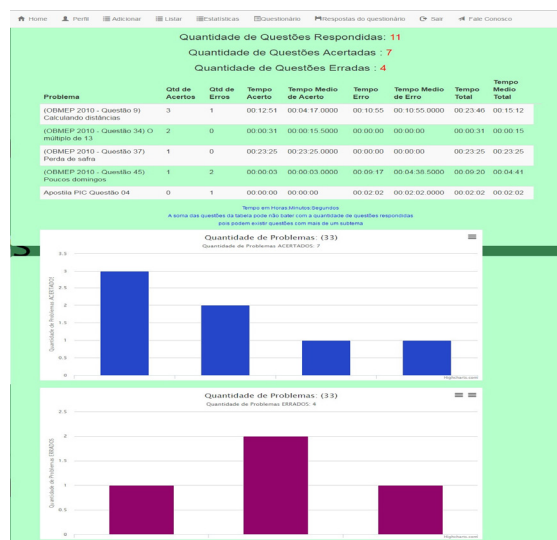 Home Perfil Adicionar Listar Estatísticas Questionário Respostas do questionário Sair Fale Conosco
Quantidade de Questões Respondidas: 11
Quantidade de Questões Acertadas : 7
Quantidade de Questões Erradas : 4
Problema Qtd de Acertos Qtd de Erros Tempo Acerto Tempo Medio de Acerto Tempo Erro Tempo Medio de Erro Tempo Total Tempo Medio Total
(OBMEP 2010 - Questão 9) Calculando distâncias 3 1 00:12:51 00:04:17.0000 00:10:55 00:10:55.0000 00:23:46 00:15:12
(OBMEP 2010 - Questão 34) O múltiplo de 13 2 0 00:00:31 00:00:15.5000 00:00:00 00:00:00 00:00:31 00:00:15
(OBMEP 2010 - Questão 37) Perda de safra 1 0 00:23:25 00:23:25.0000 00:00:00 00:00:00 00:23:25 00:23:25
(OBMEP 2010 - Questão 45) Poucos domingos 1 2 00:00:03 00:00:03.0000 00:09:17 00:04:38.5000 00:09:20 00:04:41
Apostila PIC Questão 04 0 1 00:00:00 00:00:00 00:02:02 00:02:02.0000 00:02:02 00:02:02
Tempo em Horas:Minutos:Segundos
A soma das questões da tabela pode não bater com a quantidade de questões respondidas
pois podem existir questões com mais de um sistema
Quantidade de Problemas: (33)
Quantidade de Problemas ACERTADOS: 7
Quantidade de Problemas ACERTADOS
3.5
3
2.5
2
1.5
1
0.5
0
Highcharts.com
Quantidade de Problemas: (33)
Quantidade de Problemas ERRADOS: 4
Quantidade de Problemas ERRADOS
2.5
2
1.5
1
0.5
0
Highcharts.com